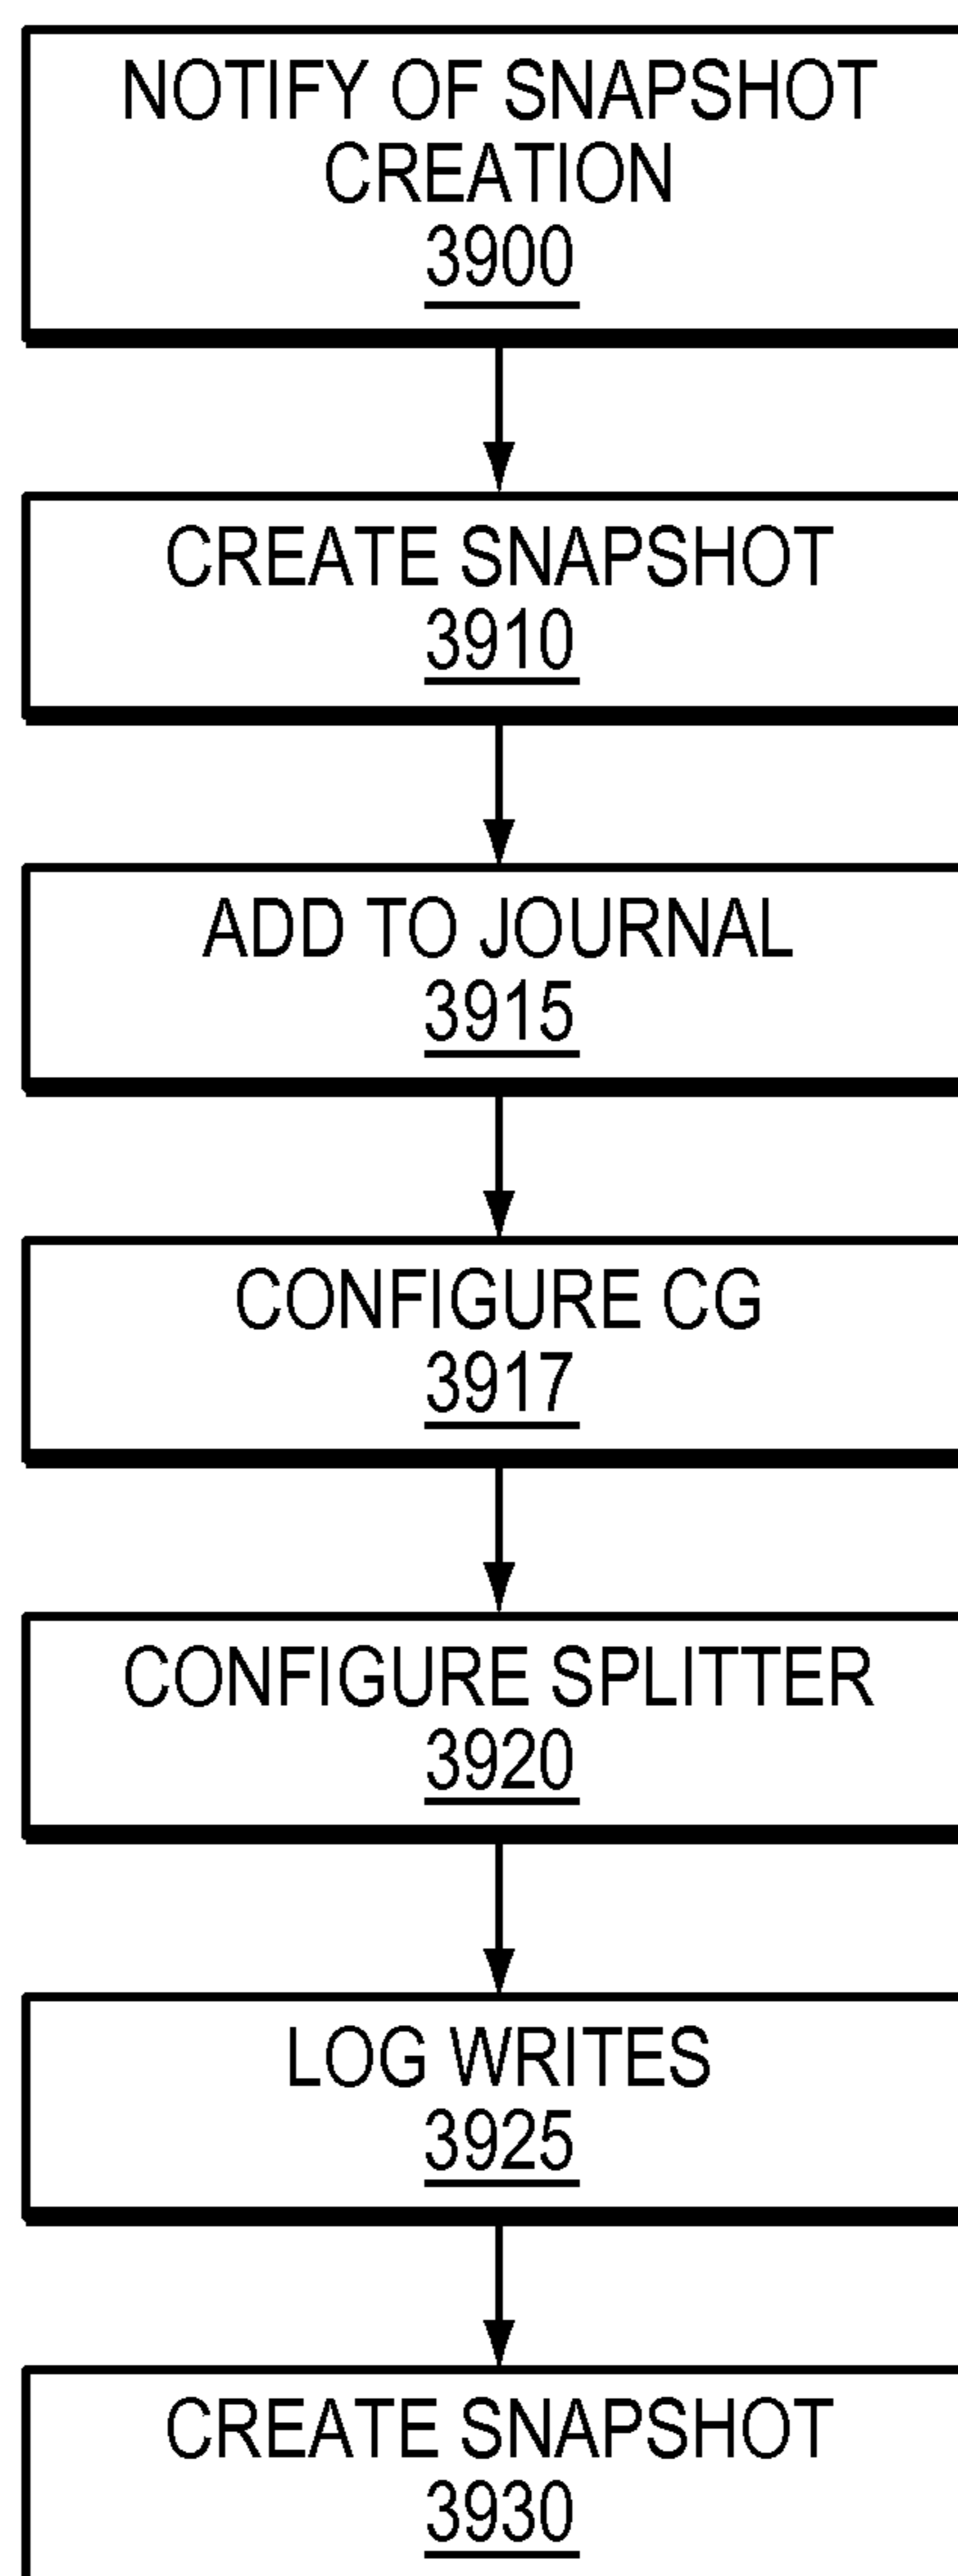 NOTIFY OF SNAPSHOT
CREATION
3900
CREATE SNAPSHOT
3910
ADD TO JOURNAL
3915
CONFIGURE CG
3917
CONFIGURE SPLITTER
3920
LOG WRITES
3925
CREATE SNAPSHOT
3930